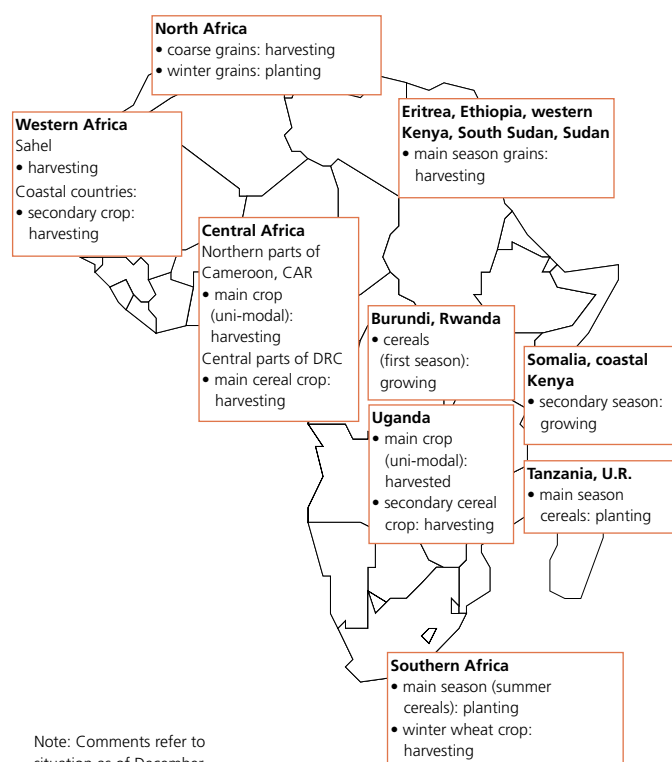 North Africa
• coarse grains: harvesting
• winter grains: planting
Western Africa
Sahel
• harvesting
Coastal countries:
• secondary crop:
harvesting
Eritrea, Ethiopia, western
Kenya, South Sudan, Sudan
• main season grains:
harvesting
Central Africa
Northern parts of
Cameroon, CAR
• main crop
(uni-modal):
harvesting
Central parts of DRC
• main cereal crop:
harvesting
Burundi, Rwanda
• cereals
(first season):
growing
Somalia, coastal
Kenya
• secondary season:
growing
Uganda
• main crop
(uni-modal):
harvested
• secondary cereal
crop: harvesting
Tanzania, U.R.
• main season
cereals: planting
Southern Africa
• main season (summer
cereals): planting
• winter wheat crop:
harvesting
Note: Comments refer to
situation as of December